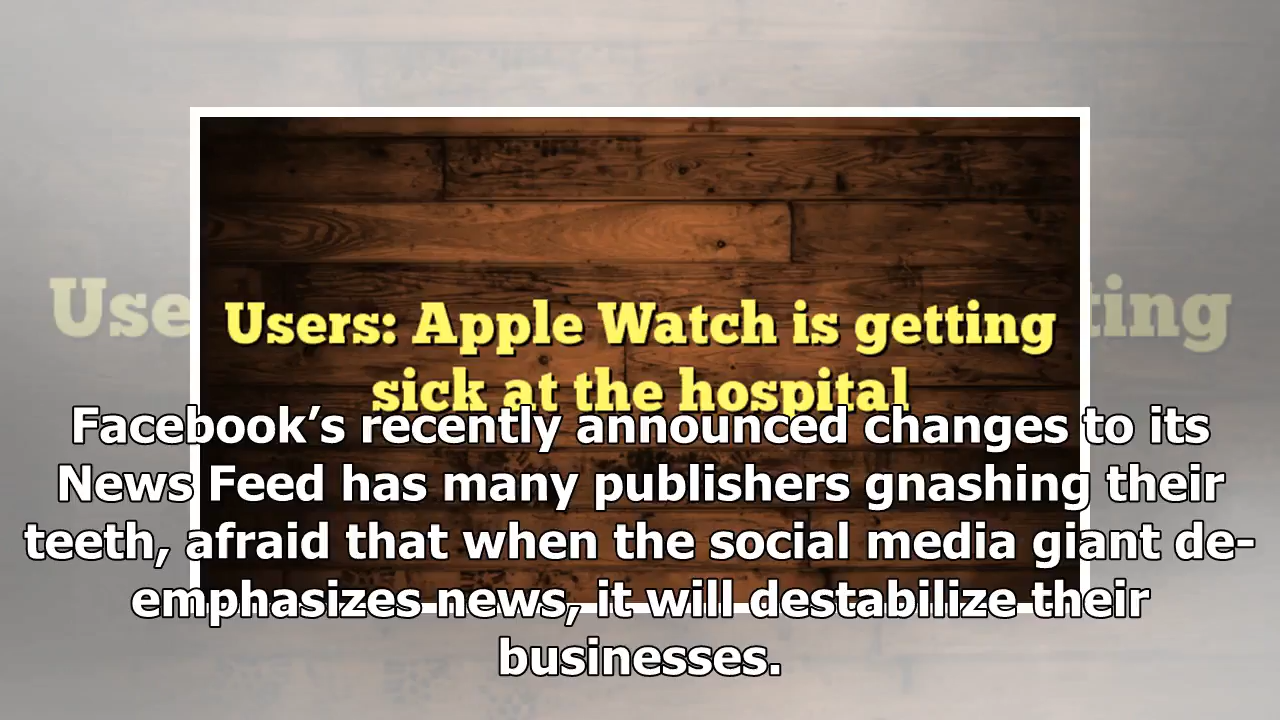 Use
ting
Users: Apple Watch is getting
sick at the hospital
Facebook’s recently announced changes to its
News Feed has many publishers gnashing their
teeth, afraid that when the social media giant de-
emphasizes news, it will destabilize their
businesses.